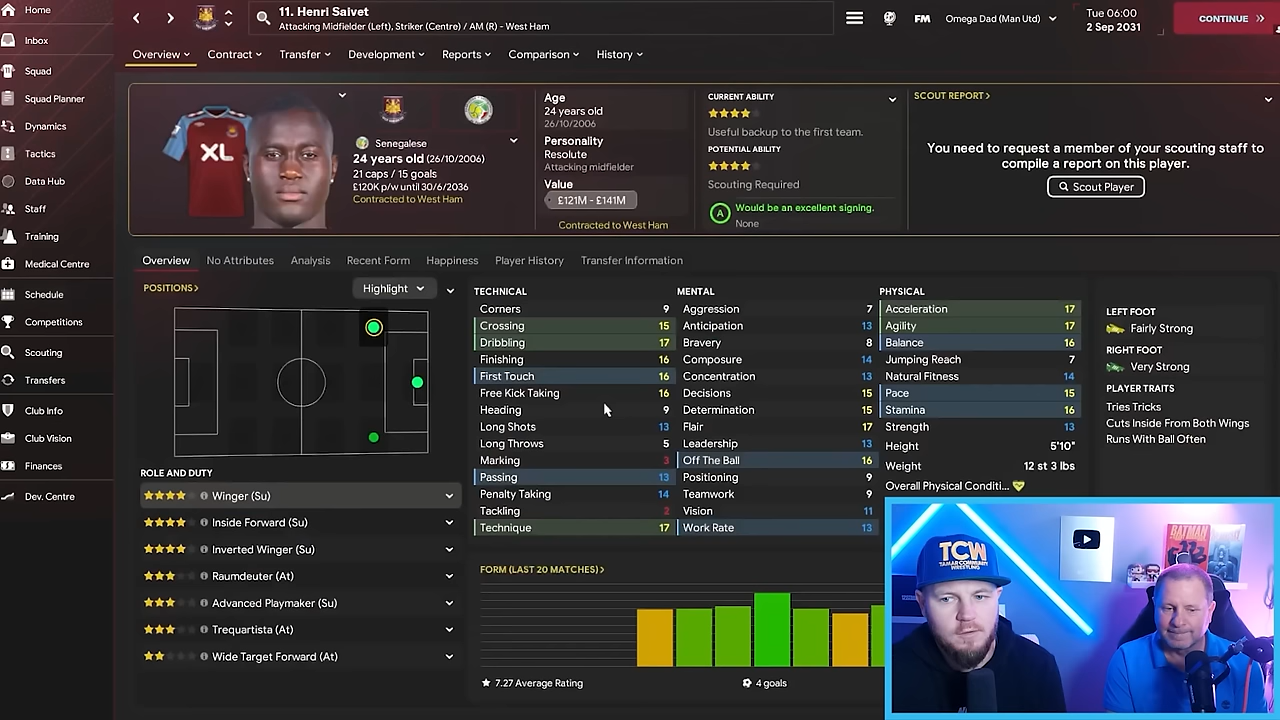 Home
Inbox
Squad
Squad Planner
Dynamics
Tactics
Data Hub
Staff
Training
Medical Centre
Schedule
Competitions
Scouting
Transfers
Club Info
Club Vision
Finances
Dev. Centre
11. Henri Saivet
Attacking Midfielder (Left), Striker (Centre) / AM (R) - West Ham
FM
Omega Dad (Man Utd)
Tue 06:00
2 Sep 2031
CONTINUE
Overview
Contract
Transfer
Development
Reports
Comparison
History
XL
Senegalese
24 years old (26/10/2006)
21 caps / 15 goals
£120K p/w until 30/6/2036
Contracted to West Ham
Age
24 years old
26/10/2006
Personality
Resolute
Attacking midfielder
Value
£121M - £141M
Contracted to West Ham
CURRENT ABILITY
Useful backup to the first team.
POTENTIAL ABILITY
Scouting Required
A
Would be an excellent signing.
None
SCOUT REPORT >
You need to request a member of your scouting staff to
compile a report on this player.
Scout Player
Overview
No Attributes
Analysis
Recent Form
Happiness
Player History
Transfer Information
POSITIONS >
Highlight
ROLE AND DUTY
Winger (Su)
Inside Forward (Su)
Inverted Winger (Su)
Raumdeuter (At)
Advanced Playmaker (Su)
Trequartista (At)
Wide Target Forward (At)
TECHNICAL
Corners 9
Crossing 15
Dribbling 17
Finishing 16
First Touch 16
Free Kick Taking 16
Heading 9
Long Shots 13
Long Throws 5
Marking 3
Passing 13
Penalty Taking 14
Tackling 2
Technique 17
MENTAL
Aggression 7
Anticipation 13
Bravery 8
Composure 14
Concentration 13
Decisions 15
Determination 15
Flair 17
Leadership 13
Off The Ball 16
Positioning 9
Teamwork 9
Vision 11
Work Rate 13
PHYSICAL
Acceleration 17
Agility 17
Balance 16
Jumping Reach 7
Natural Fitness 14
Pace 15
Stamina 16
Strength 13
Height 5'10"
Weight 12 st 3 lbs
Overall Physical Conditi...
LEFT FOOT
Fairly Strong
RIGHT FOOT
Very Strong
PLAYER TRAITS
Tries Tricks
Cuts Inside From Both Wings
Runs With Ball Often
FORM (LAST 20 MATCHES) >
7.27 Average Rating
4 goals
TCW
TAMAR COMMUNITY
WRESTLING
BATMAN